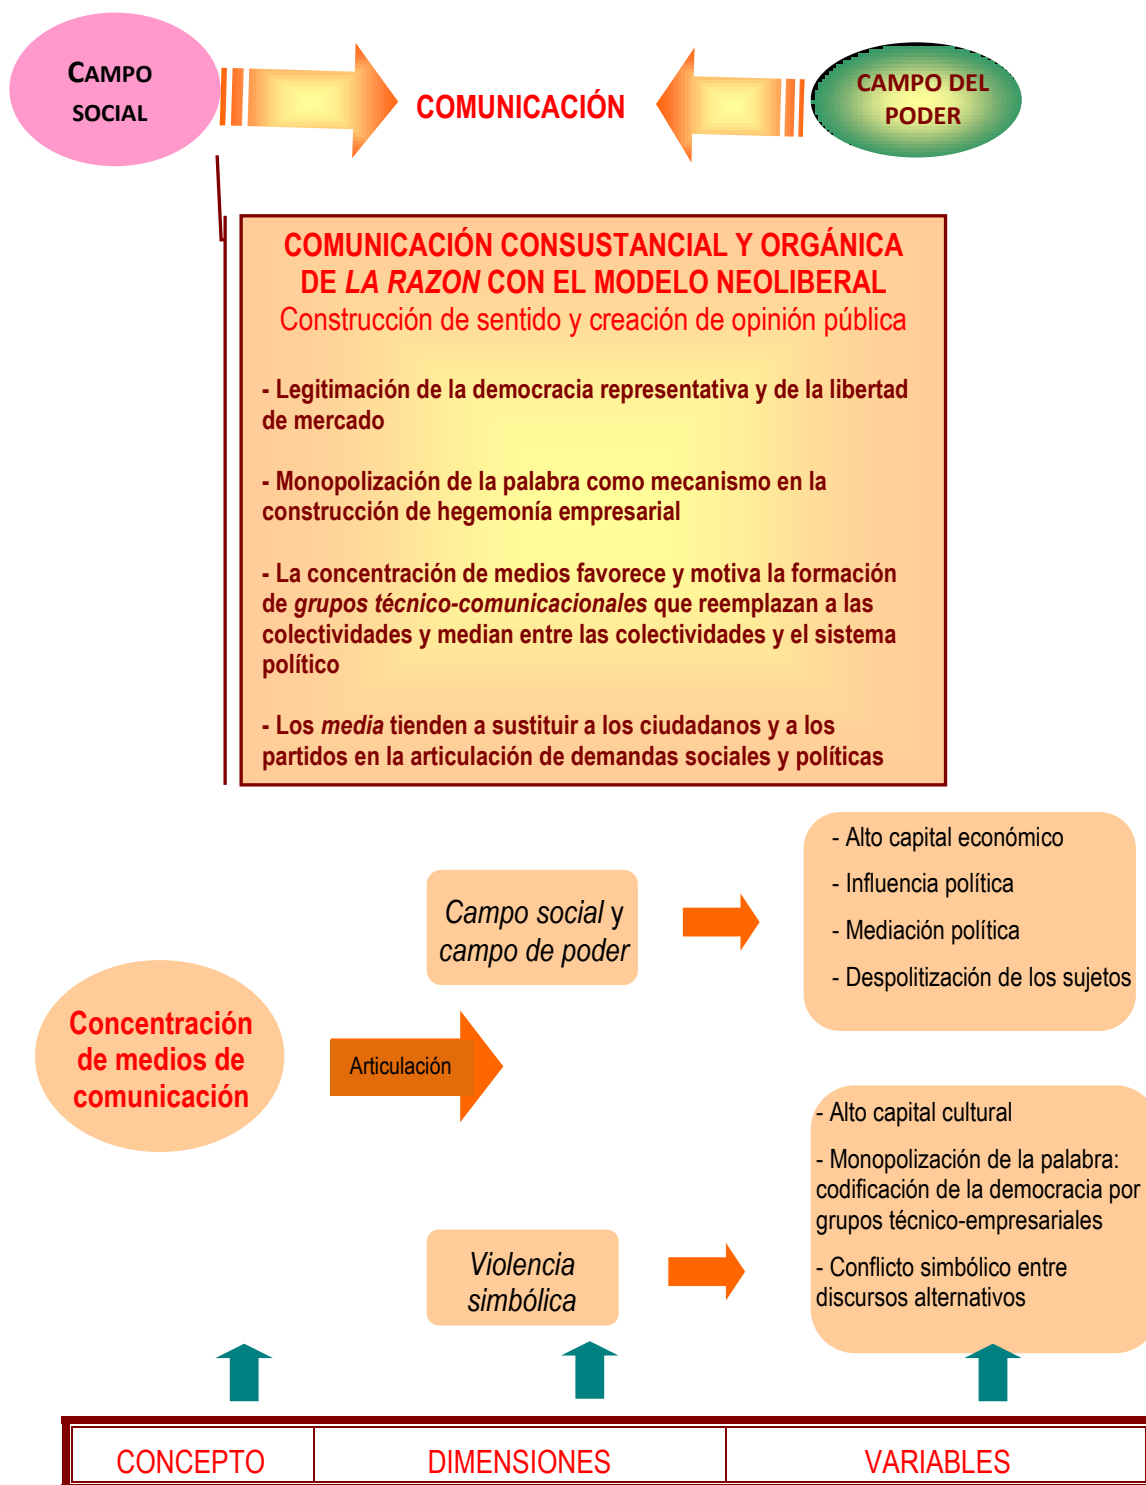 CAMPO
SOCIAL
COMUNICACIÓN
CAMPO DEL
PODER
COMUNICACIÓN CONSUSTANCIAL Y ORGÁNICA
DE LA RAZON CON EL MODELO NEOLIBERAL
Construcción de sentido y creación de opinión pública
- Legitimación de la democracia representativa y de la libertad
de mercado
- Monopolización de la palabra como mecanismo en la
construcción de hegemonía empresarial
- La concentración de medios favorece y motiva la formación
de grupos técnico-comunicacionales que reemplazan a las
colectividades y median entre las colectividades y el sistema
político
- Los media tienden a sustituir a los ciudadanos y a los
partidos en la articulación de demandas sociales y políticas
Concentración
de medios de
comunicación
Articulación
Campo social y
campo de poder
- Alto capital económico
- Influencia política
- Mediación política
- Despolitización de los sujetos
Violencia
simbólica
- Alto capital cultural
- Monopolización de la palabra:
codificación de la democracia por
grupos técnico-empresariales
- Conflicto simbólico entre
discursos alternativos
CONCEPTO
DIMENSIONES
VARIABLES